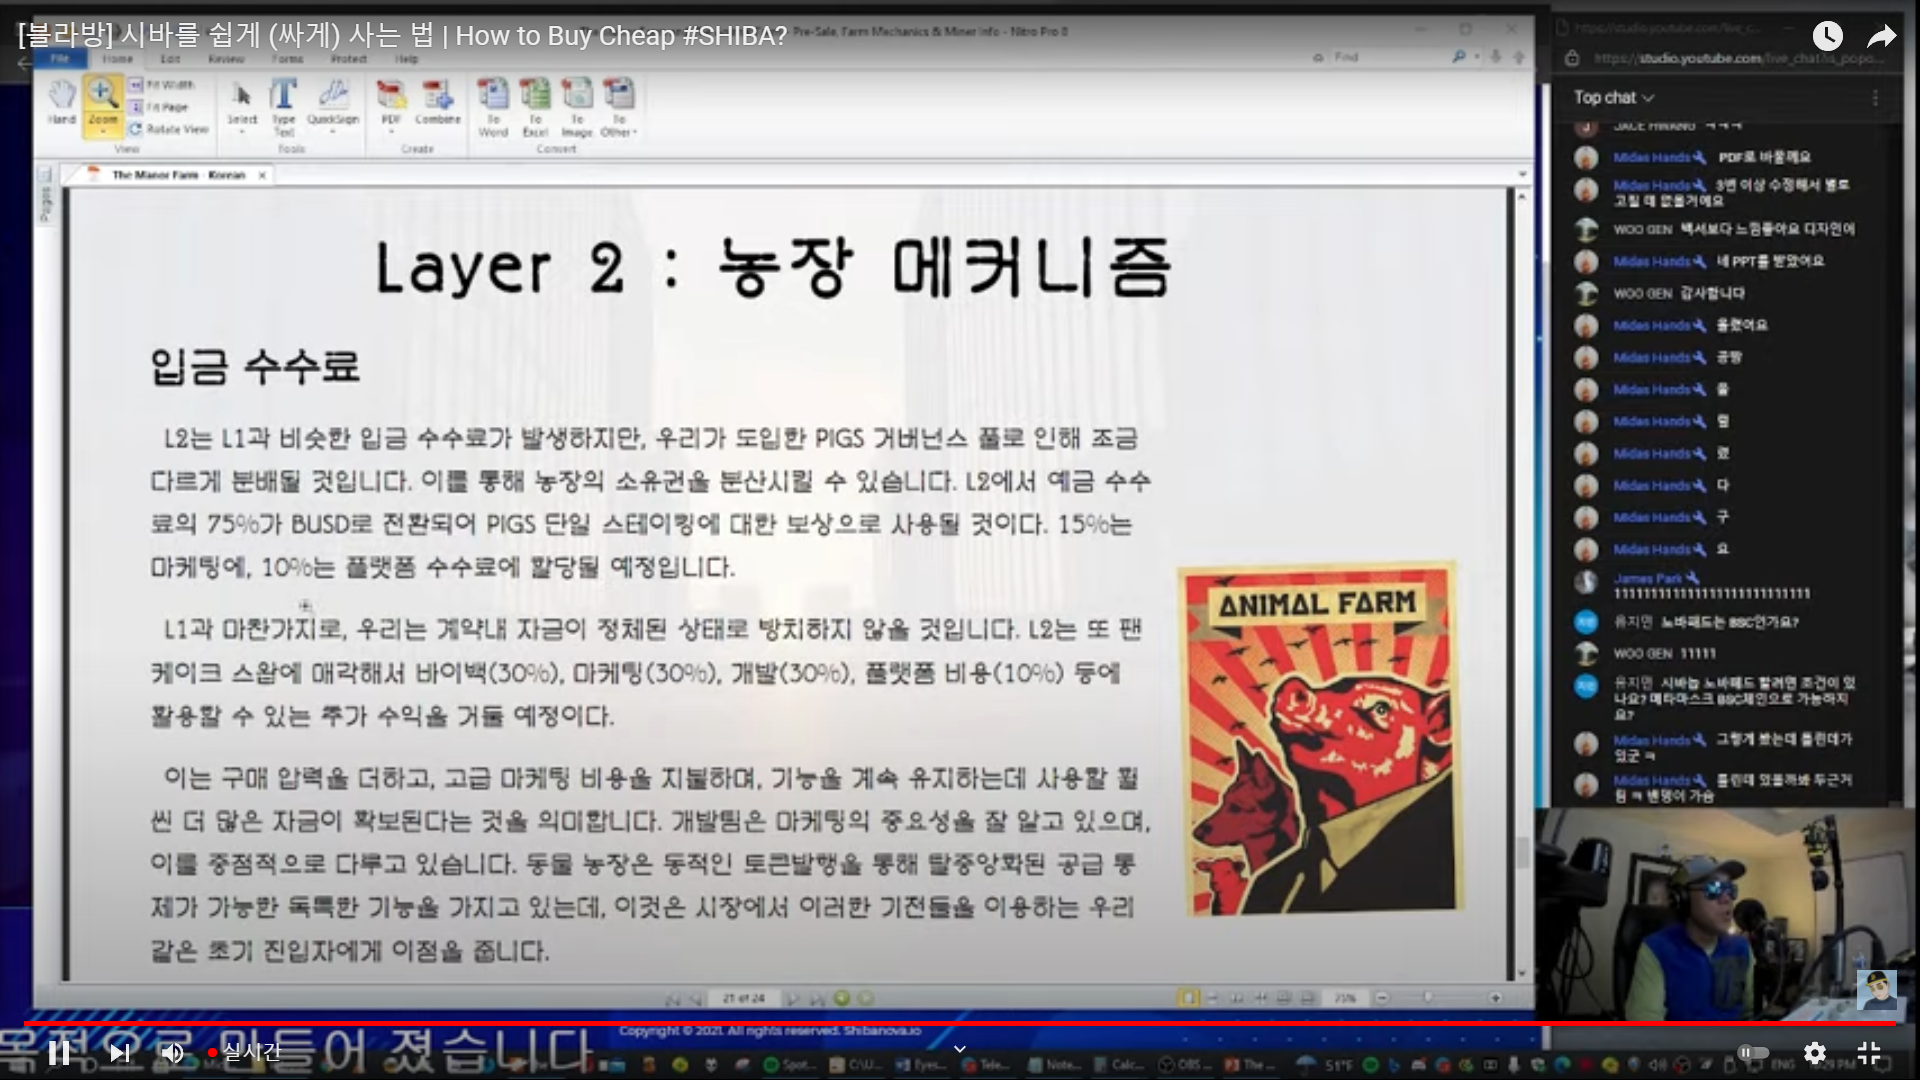 [불라방] 시바를 쉽게 (싸게) 사는 법 | How to Buy Cheap #SHIBA?
Pre-Sale, Farm Mechanics & Miner Info - Nitro Pro 8
File Home Edit Review Forms Protect Help
Find
Hand
Zoom
Fit Width
Fit Page
Rotate View
Select
Type Text
QuickSign
PDF
Combine
To Word
To Excel
To Image
To Other
View
Tools
Create
Convert
The Manor Farm - Korean
Pages
Layer 2 : 농장 메커니즘
입금 수수료
L2는 L1과 비슷한 입금 수수료가 발생하지만, 우리가 도입한 PIGS 거버넌스 풀로 인해 조금
다르게 분배될 것입니다. 이를 통해 농장의 소유권을 분산시킬 수 있습니다. L2에서 예금 수수
료의 75%가 BUSD로 전환되어 PIGS 단일 스테이킹에 대한 보상으로 사용될 것이다. 15%는
마케팅에, 10%는 플랫폼 수수료에 할당될 예정입니다.
L1과 마찬가지로, 우리는 계약내 자금이 정체된 상태로 방치하지 않을 것입니다. L2는 또 팬
케이크 스왑에 매각해서 바이백(30%), 마케팅(30%), 개발(30%), 플랫폼 비용(10%) 등에
활용할 수 있는 추가 수익을 거둘 예정이다.
이는 구매 압력을 더하고, 고급 마케팅 비용을 지불하며, 기능을 계속 유지하는데 사용할 훨
씬 더 많은 자금이 확보된다는 것을 의미합니다. 개발팀은 마케팅의 중요성을 잘 알고 있으며,
이를 중점적으로 다루고 있습니다. 동물 농장은 동적인 토큰발행을 통해 탈중앙화된 공급 통
제가 가능한 독특한 기능을 가지고 있는데, 이것은 시장에서 이러한 기전들을 이용하는 우리
같은 초기 진입자에게 이점을 줍니다.
ANIMAL FARM
21 of 24
75%
https://studio.youtube.com/live_chat?is_popo...
Top chat
JACE HWANG ㅋㅋㅋ
Midas Hands PDF로 바꿀께요
Midas Hands 3번 이상 수정해서 별로
고칠 데 없을거에요
WOO GEN 백서보다 느낌좋아요 디자인이
Midas Hands 네 PPT를 받았어요
WOO GEN 감사합니다
Midas Hands 올렸어요
Midas Hands 공짱
Midas Hands 올
Midas Hands
Midas Hands 렸
Midas Hands 다
Midas Hands 구
Midas Hands 요
James Park
유지민 노바패드는 BSC인가요?
WOO GEN 11111
유지민 시바늅 노바패드 할려면 조건이 있
나요? 메타마스크 BSC체인으로 가능하지
요?
Midas Hands 그렇게 봤는데 틀린데가
있군 ㅋ
Midas Hands 틀린데 있을까봐 두근거
림 ㅋ 밴댕이 가슴
Copyright © 2021. All rights reserved. Shibanova.io
목적으로 만들어 졌습니다
실시간
Spot...
Note...
Calc...
OBS...
The ...
51°F
ENG